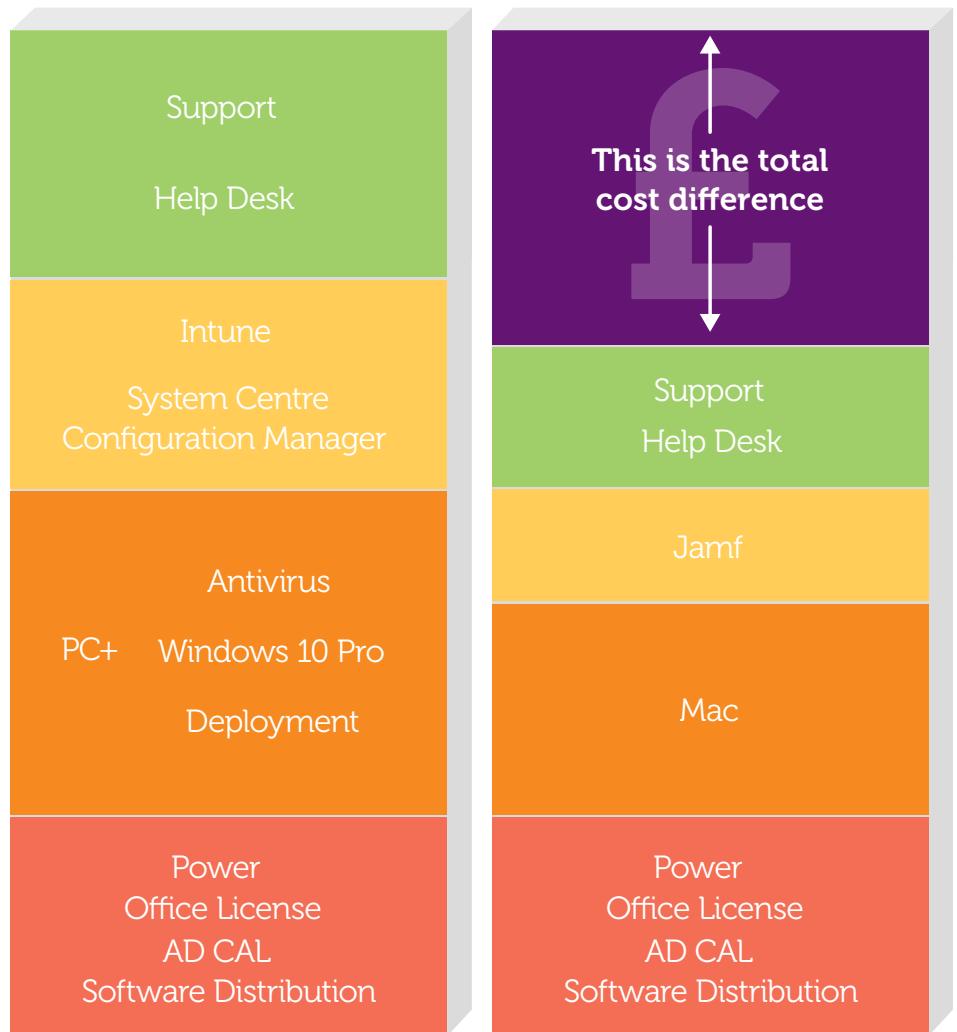 Support
Help Desk
Intune
System Centre
Configuration Manager
Antivirus
PC+ Windows 10 Pro
Deployment
Power
Office License
AD CAL
Software Distribution
£
This is the total
cost difference
Support
Help Desk
Jamf
Mac
Power
Office License
AD CAL
Software Distribution